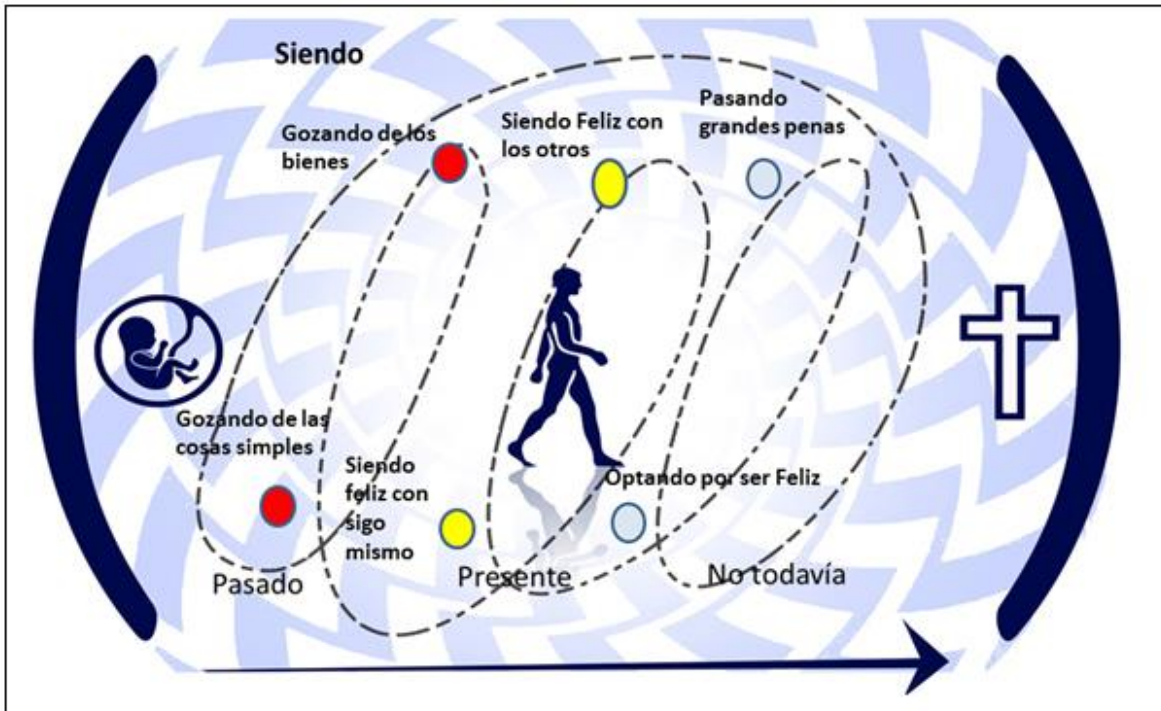 Siendo
Gozando de los
bienes
Siendo Feliz con
los otros
Pasando
grandes penas
Gozando de las
cosas simples
Siendo
feliz con
sigo
mismo
Optando por ser Feliz
Pasado
Presente
No todavía